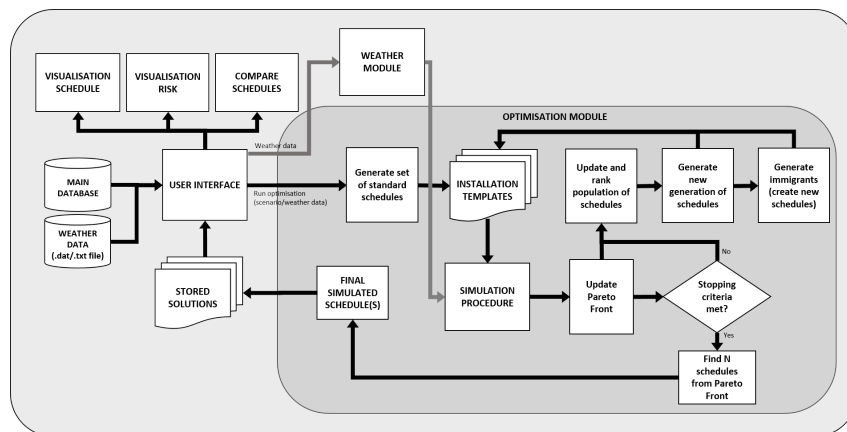 WEATHER
MODULE
VISUALISATION
SCHEDULE
VISUALISATION
RISK
COMPARE
SCHEDULES
OPTIMISATION MODULE
Weather data
MAIN
DATABASE
USER INTERFACE
Run optimisation
(scenario/weather data)
Generate set
of standard
schedules
INSTALLATION
TEMPLATES
Update and
rank
population of
schedules
Generate
new
generation of
schedules
Generate
immigrants
(create new
schedules)
WEATHER
DATA
(.dat/.txt file)
No
STORED
SOLUTIONS
FINAL
SIMULATED
SCHEDULE(S)
SIMULATION
PROCEDURE
Update
Pareto
Front
Stopping
criteria
met?
Yes
Find N
schedules
from Pareto
Front